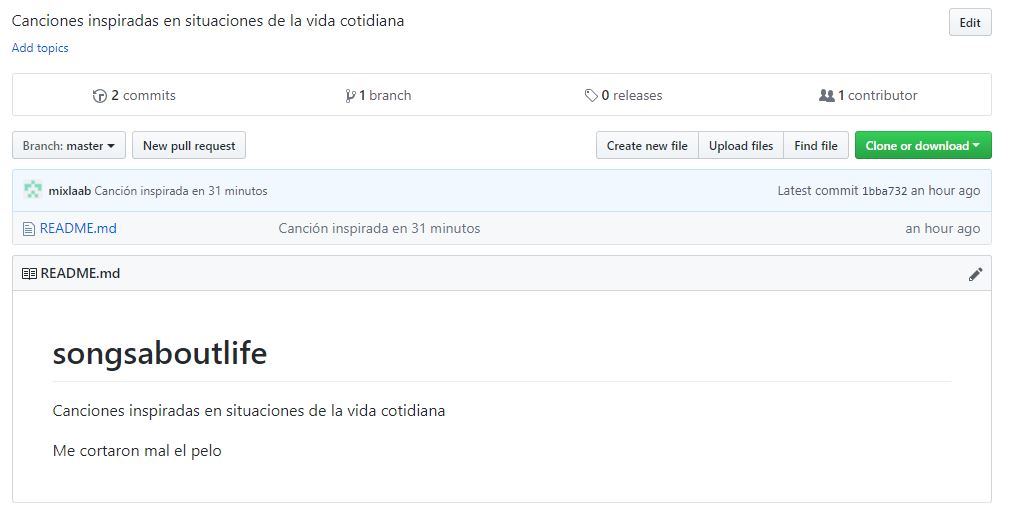 Canciones inspiradas en situaciones de la vida cotidiana
Edit
Add topics
2 commits
1 branch
0 releases
1 contributor
Branch: master
New pull request
Create new file
Upload files
Find file
Clone or download
mixlaab Canción inspirada en 31 minutos
Latest commit 1bba732 an hour ago
README.md
Canción inspirada en 31 minutos
an hour ago
README.md
songsaboutlife
Canciones inspiradas en situaciones de la vida cotidiana
Me cortaron mal el pelo